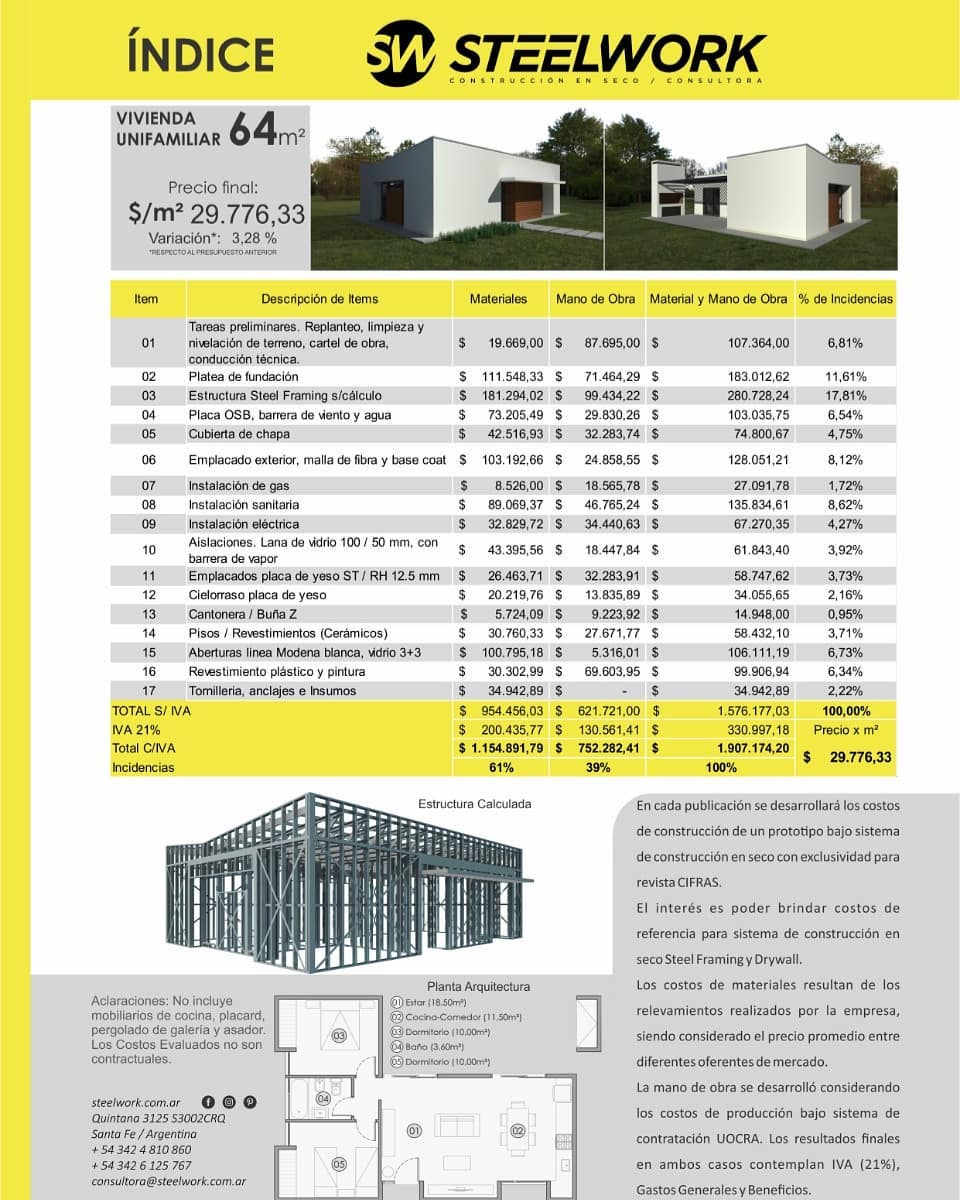 ÍNDICE
SW STEELWORK
CONSTRUCCIÓN EN SECO / CONSULTORA
VIVIENDA
UNIFAMILIAR 64m²
Precio final:
$/m² 29.776,33
Variación*: 3,28 %
*RESPECTO AL PRESUPUESTO ANTERIOR
Item Descripción de Items Materiales Mano de Obra Material y Mano de Obra % de Incidencias
01 Tareas preliminares. Replanteo, limpieza y
nivelación de terreno, cartel de obra,
conducción técnica. $ 19.669,00 $ 87.695,00 $ 107.364,00 6,81%
02 Platea de fundación $ 111.548,33 $ 71.464,29 $ 183.012,62 11,61%
03 Estructura Steel Framing s/cálculo $ 181.294,02 $ 99.434,22 $ 280.728,24 17,81%
04 Placa OSB, barrera de viento y agua $ 73.205,49 $ 29.830,26 $ 103.035,75 6,54%
05 Cubierta de chapa $ 42.516,93 $ 32.283,74 $ 74.800,67 4,75%
06 Emplacado exterior, malla de fibra y base coat $ 103.192,66 $ 24.858,55 $ 128.051,21 8,12%
07 Instalación de gas $ 8.526,00 $ 18.565,78 $ 27.091,78 1,72%
08 Instalación sanitaria $ 89.069,37 $ 46.765,24 $ 135.834,61 8,62%
09 Instalación eléctrica $ 32.829,72 $ 34.440,63 $ 67.270,35 4,27%
10 Aislaciones. Lana de vidrio 100 / 50 mm, con
barrera de vapor $ 43.395,56 $ 18.447,84 $ 61.843,40 3,92%
11 Emplacados placa de yeso ST / RH 12.5 mm $ 26.463,71 $ 32.283,91 $ 58.747,62 3,73%
12 Cielorraso placa de yeso $ 20.219,76 $ 13.835,89 $ 34.055,65 2,16%
13 Cantonera / Buña Z $ 5.724,09 $ 9.223,92 $ 14.948,00 0,95%
14 Pisos / Revestimientos (Cerámicos) $ 30.760,33 $ 27.671,77 $ 58.432,10 3,71%
15 Aberturas linea Modena blanca, vidrio 3+3 $ 100.795,18 $ 5.316,01 $ 106.111,19 6,73%
16 Revestimiento plástico y pintura $ 30.302,99 $ 69.603,95 $ 99.906,94 6,34%
17 Tornilleria, anclajes e Insumos $ 34.942,89 $ - $ 34.942,89 2,22%
TOTAL S/ IVA $ 954.456,03 $ 621.721,00 $ 1.576.177,03 100,00%
IVA 21% $ 200.435,77 $ 130.561,41 $ 330.997,18 Precio x m²
Total C/IVA $ 1.154.891,79 $ 752.282,41 $ 1.907.174,20 $ 29.776,33
Incidencias 61% 39% 100%
Estructura Calculada
En cada publicación se desarrollará los costos
de construcción de un prototipo bajo sistema
de construcción en seco con exclusividad para
revista CIFRAS.
El interés es poder brindar costos de
referencia para sistema de construcción en
seco Steel Framing y Drywall.
Los costos de materiales resultan de los
relevamientos realizados por la empresa,
siendo considerado el precio promedio entre
diferentes oferentes de mercado.
La mano de obra se desarrolló considerando
los costos de producción bajo sistema de
contratación UOCRA. Los resultados finales
en ambos casos contemplan IVA (21%),
Gastos Generales y Beneficios.
Aclaraciones: No incluye
mobiliarios de cocina, placard,
pergolado de galería y asador.
Los Costos Evaluados no son
contractuales.
Planta Arquitectura
01 Estar (18,50m²)
02 Cocina-Comedor (11,50m²)
03 Dormitorio (10,00m²)
04 Baño (3,60m²)
05 Dormitorio (10,00m²)
03
04
01
02
05
steelwork.com.ar
Quintana 3125 S3002CRQ
Santa Fe / Argentina
+ 54 342 4 810 860
+ 54 342 6 125 767
consultora@steelwork.com.ar